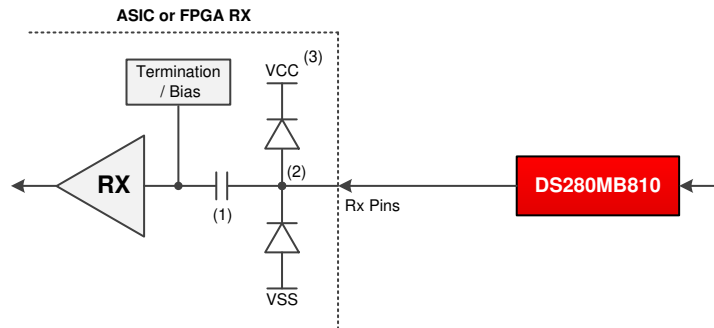 ASIC or FPGA RX
(3)
VCC
Termination
/ Bias
(2)
RX
(1)
Rx Pins
DS280MB810
VSS